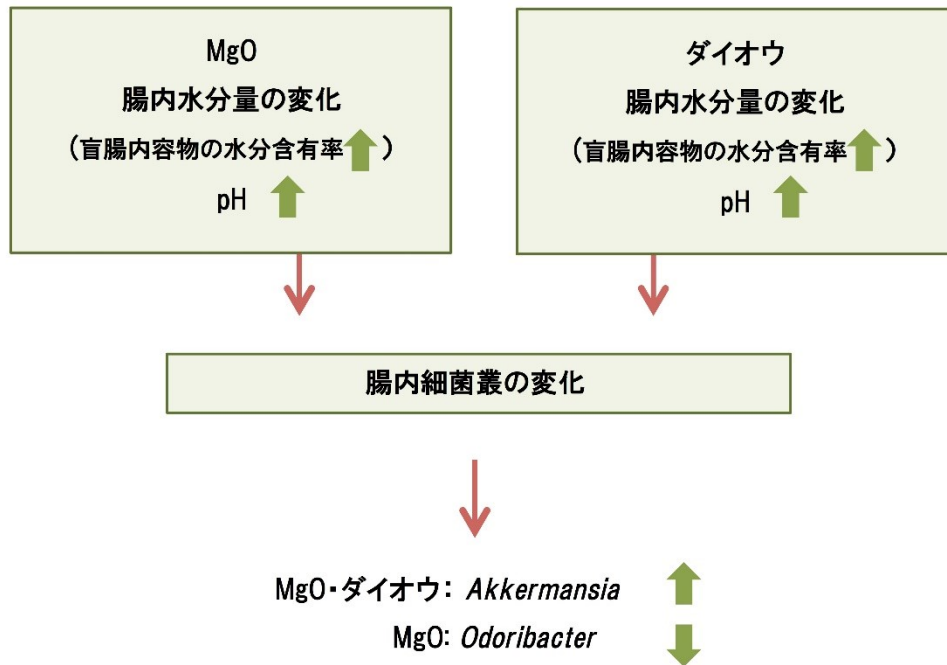 MgO
腸内水分量の変化
(盲腸内容物の水分含有率)
pH
ダイオウ
腸内水分量の変化
(盲腸内容物の水分含有率)
pH
腸内細菌叢の変化
MgO・ダイオウ: Akkermansia
MgO: Odoribacter